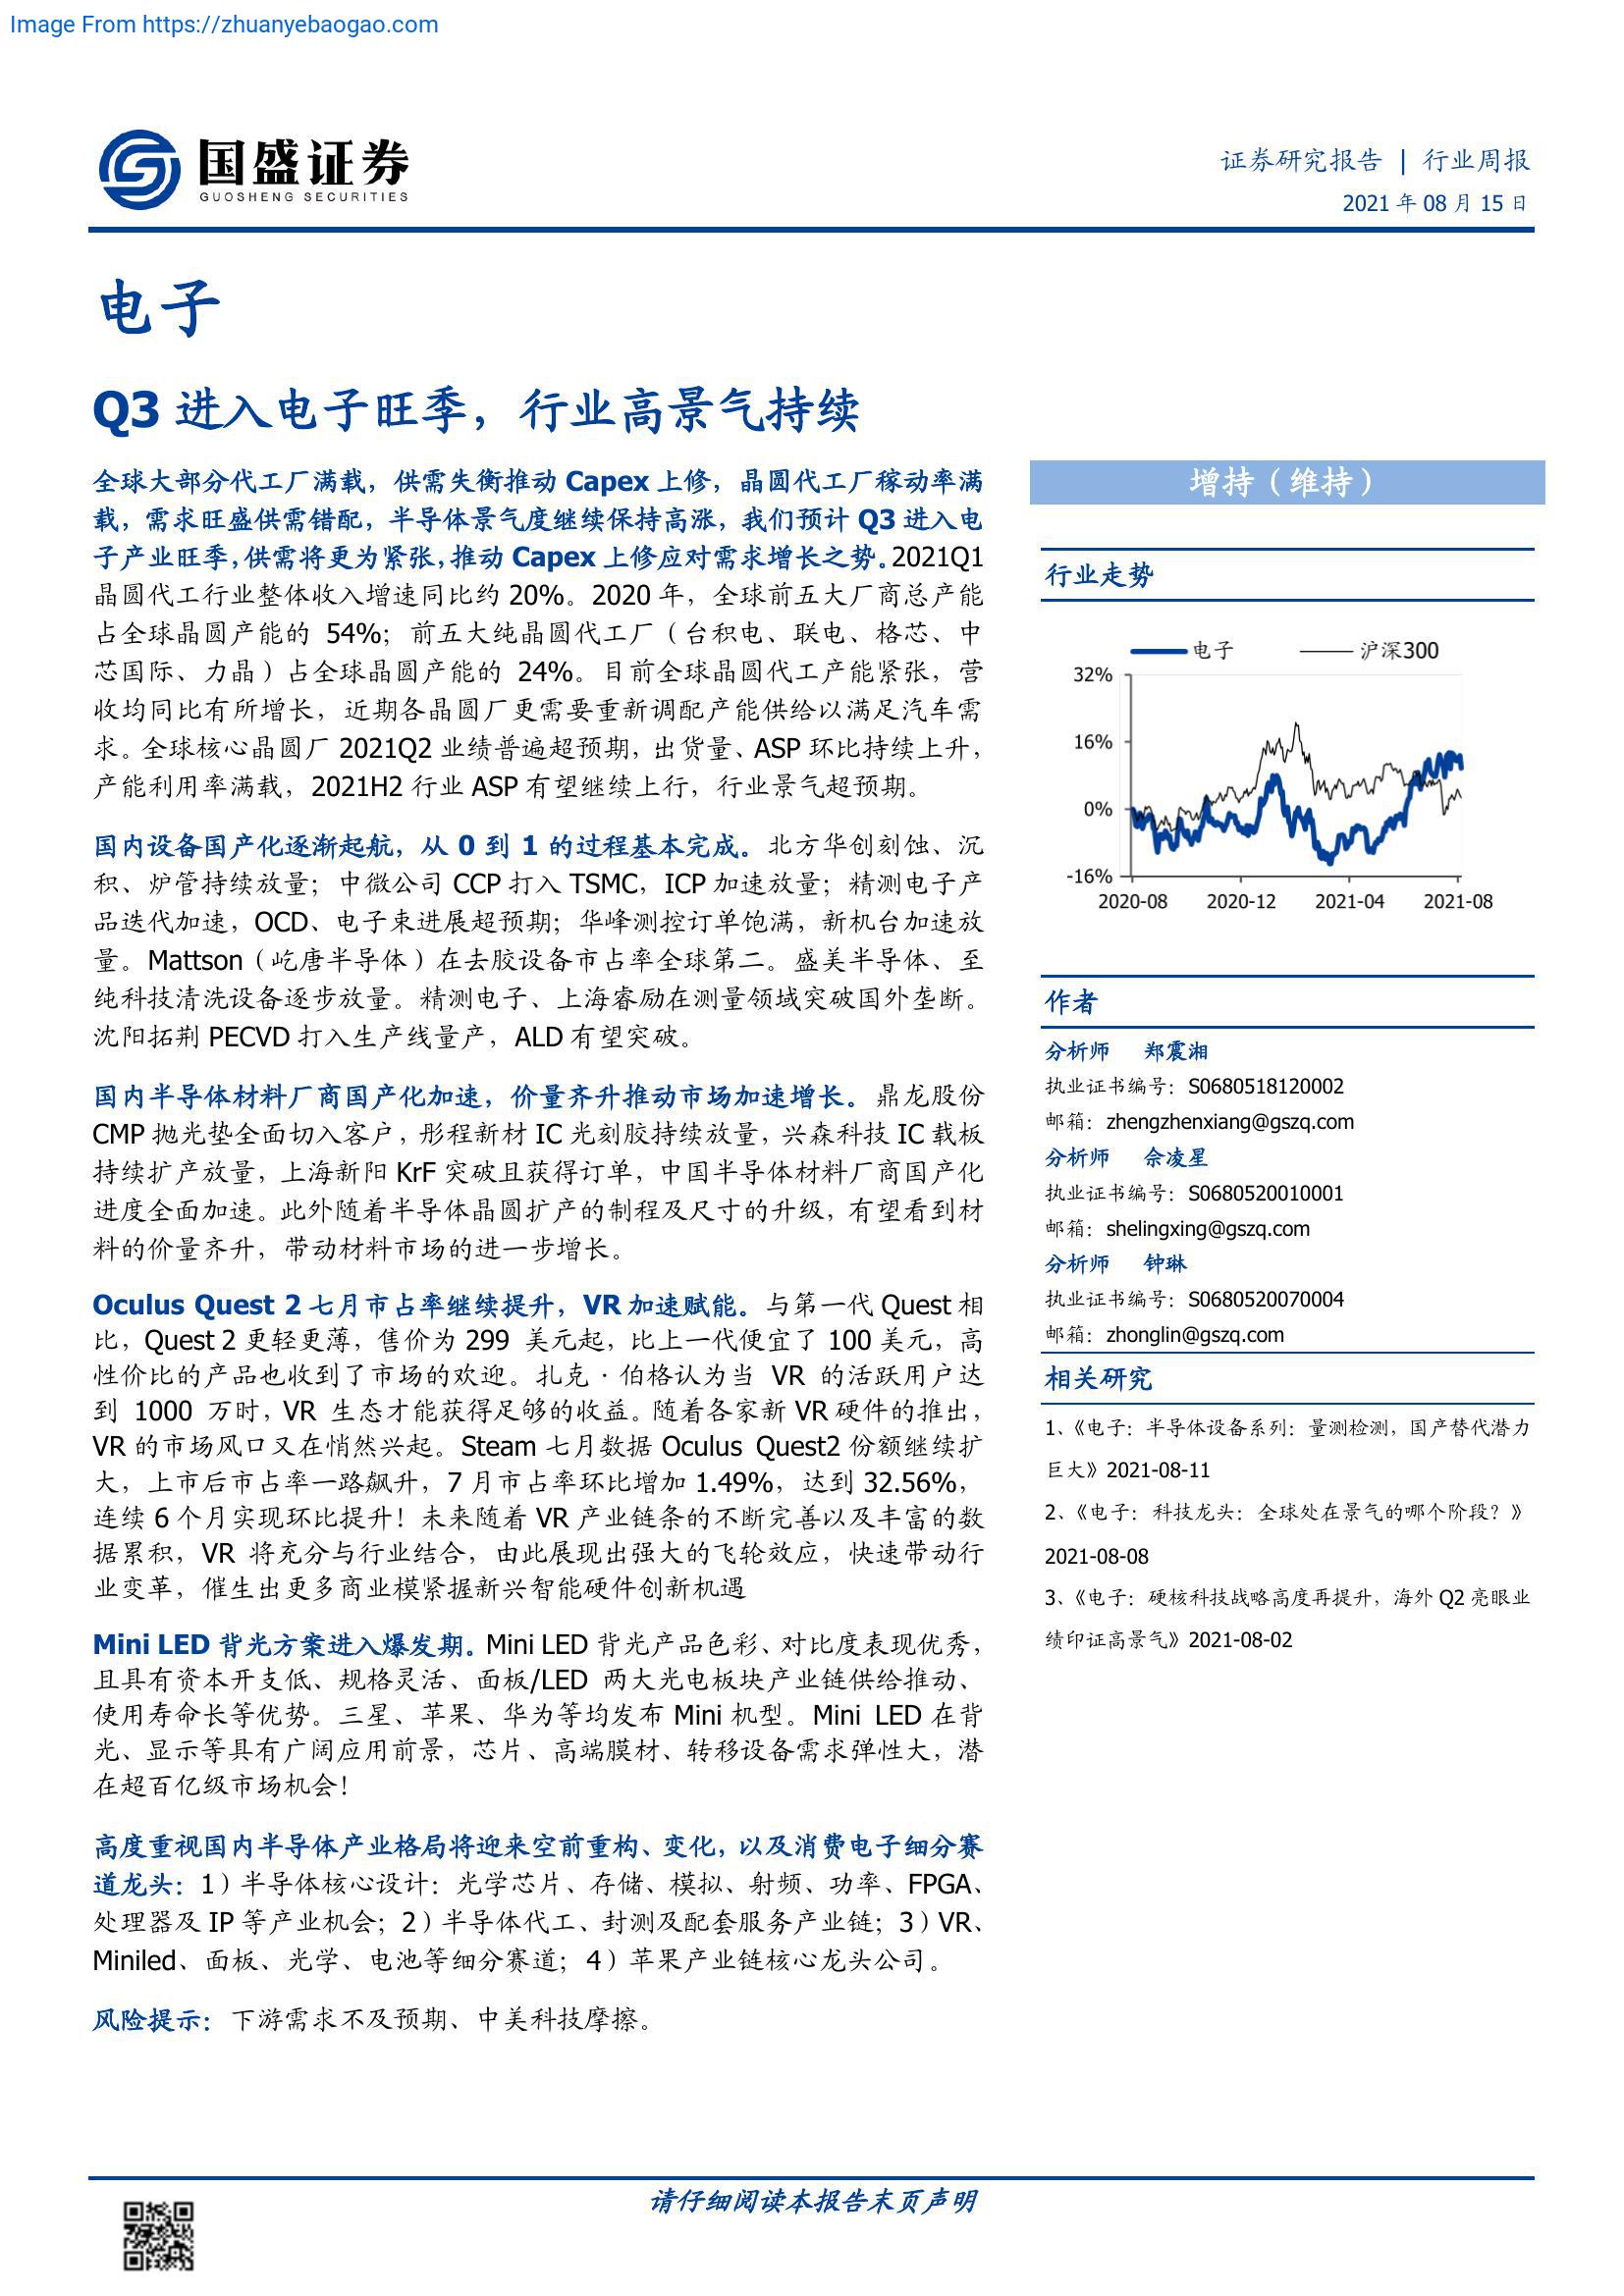 Image From https://zhuanyebaogao.com
国盛证券
GUOSHENG SECURITIES
证券研究报告 | 行业周报
2021 年 08 月 15 日
电子
Q3 进入电子旺季，行业高景气持续
全球大部分代工厂满载，供需失衡推动 Capex 上修，晶圆代工厂稼动率满
载，需求旺盛供需错配，半导体景气度继续保持高涨，我们预计 Q3 进入电
子产业旺季，供需将更为紧张，推动 Capex 上修应对需求增长之势。2021Q1
晶圆代工行业整体收入增速同比约 20%。2020 年，全球前五大厂商总产能
占全球晶圆产能的 54%；前五大纯晶圆代工厂（台积电、联电、格芯、中
芯国际、力晶）占全球晶圆产能的 24%。目前全球晶圆代工产能紧张，营
收均同比有所增长，近期各晶圆厂更需要重新调配产能供给以满足汽车需
求。全球核心晶圆厂 2021Q2 业绩普遍超预期，出货量、ASP 环比持续上升，
产能利用率满载，2021H2 行业 ASP 有望继续上行，行业景气超预期。
国内设备国产化逐渐起航，从 0 到 1 的过程基本完成。北方华创刻蚀、沉
积、炉管持续放量；中微公司 CCP 打入 TSMC，ICP 加速放量；精测电子产
品迭代加速，OCD、电子束进展超预期；华峰测控订单饱满，新机台加速放
量。Mattson（屹唐半导体）在去胶设备市占率全球第二。盛美半导体、至
纯科技清洗设备逐步放量。精测电子、上海睿励在测量领域突破国外垄断。
沈阳拓荆 PECVD 打入生产线量产，ALD 有望突破。
国内半导体材料厂商国产化加速，价量齐升推动市场加速增长。鼎龙股份
CMP 抛光垫全面切入客户，彤程新材 IC 光刻胶持续放量，兴森科技 IC 载板
持续扩产放量，上海新阳 KrF 突破且获得订单，中国半导体材料厂商国产化
进度全面加速。此外随着半导体晶圆扩产的制程及尺寸的升级，有望看到材
料的价量齐升，带动材料市场的进一步增长。
Oculus Quest 2 七月市占率继续提升，VR 加速赋能。与第一代 Quest 相
比，Quest 2 更轻更薄，售价为 299 美元起，比上一代便宜了 100 美元，高
性价比的产品也收到了市场的欢迎。扎克·伯格认为当 VR 的活跃用户达
到 1000 万时，VR 生态才能获得足够的收益。随着各家新 VR 硬件的推出，
VR 的市场风口又在悄然兴起。Steam 七月数据 Oculus Quest2 份额继续扩
大，上市后市占率一路飙升，7 月市占率环比增加 1.49%，达到 32.56%，
连续 6 个月实现环比提升！未来随着 VR 产业链条的不断完善以及丰富的数
据累积，VR 将充分与行业结合，由此展现出强大的飞轮效应，快速带动行
业变革，催生出更多商业模紧握新兴智能硬件创新机遇
Mini LED 背光方案进入爆发期。Mini LED 背光产品色彩、对比度表现优秀，
且具有资本开支低、规格灵活、面板/LED 两大光电板块产业链供给推动、
使用寿命长等优势。三星、苹果、华为等均发布 Mini 机型。Mini LED 在背
光、显示等具有广阔应用前景，芯片、高端膜材、转移设备需求弹性大，潜
在超百亿级市场机会！
高度重视国内半导体产业格局将迎来空前重构、变化，以及消费电子细分赛
道龙头：1）半导体核心设计：光学芯片、存储、模拟、射频、功率、FPGA、
处理器及 IP 等产业机会；2）半导体代工、封测及配套服务产业链；3）VR、
Miniled、面板、光学、电池等细分赛道；4）苹果产业链核心龙头公司。
风险提示：下游需求不及预期、中美科技摩擦。
增持（维持）
行业走势
电子 沪深300
32%
16%
0%
-16%
2020-08 2020-12 2021-04 2021-08
作者
分析师 郑震湘
执业证书编号：S0680518120002
邮箱：zhengzhenxiang@gszq.com
分析师 佘凌星
执业证书编号：S0680520010001
邮箱：shelingxing@gszq.com
分析师 钟琳
执业证书编号：S0680520070004
邮箱：zhonglin@gszq.com
相关研究
1、《电子：半导体设备系列：量测检测，国产替代潜力
巨大》2021-08-11
2、《电子：科技龙头：全球处在景气的哪个阶段？》
2021-08-08
3、《电子：硬核科技战略高度再提升，海外 Q2 亮眼业
绩印证高景气》2021-08-02
请仔细阅读本报告末页声明